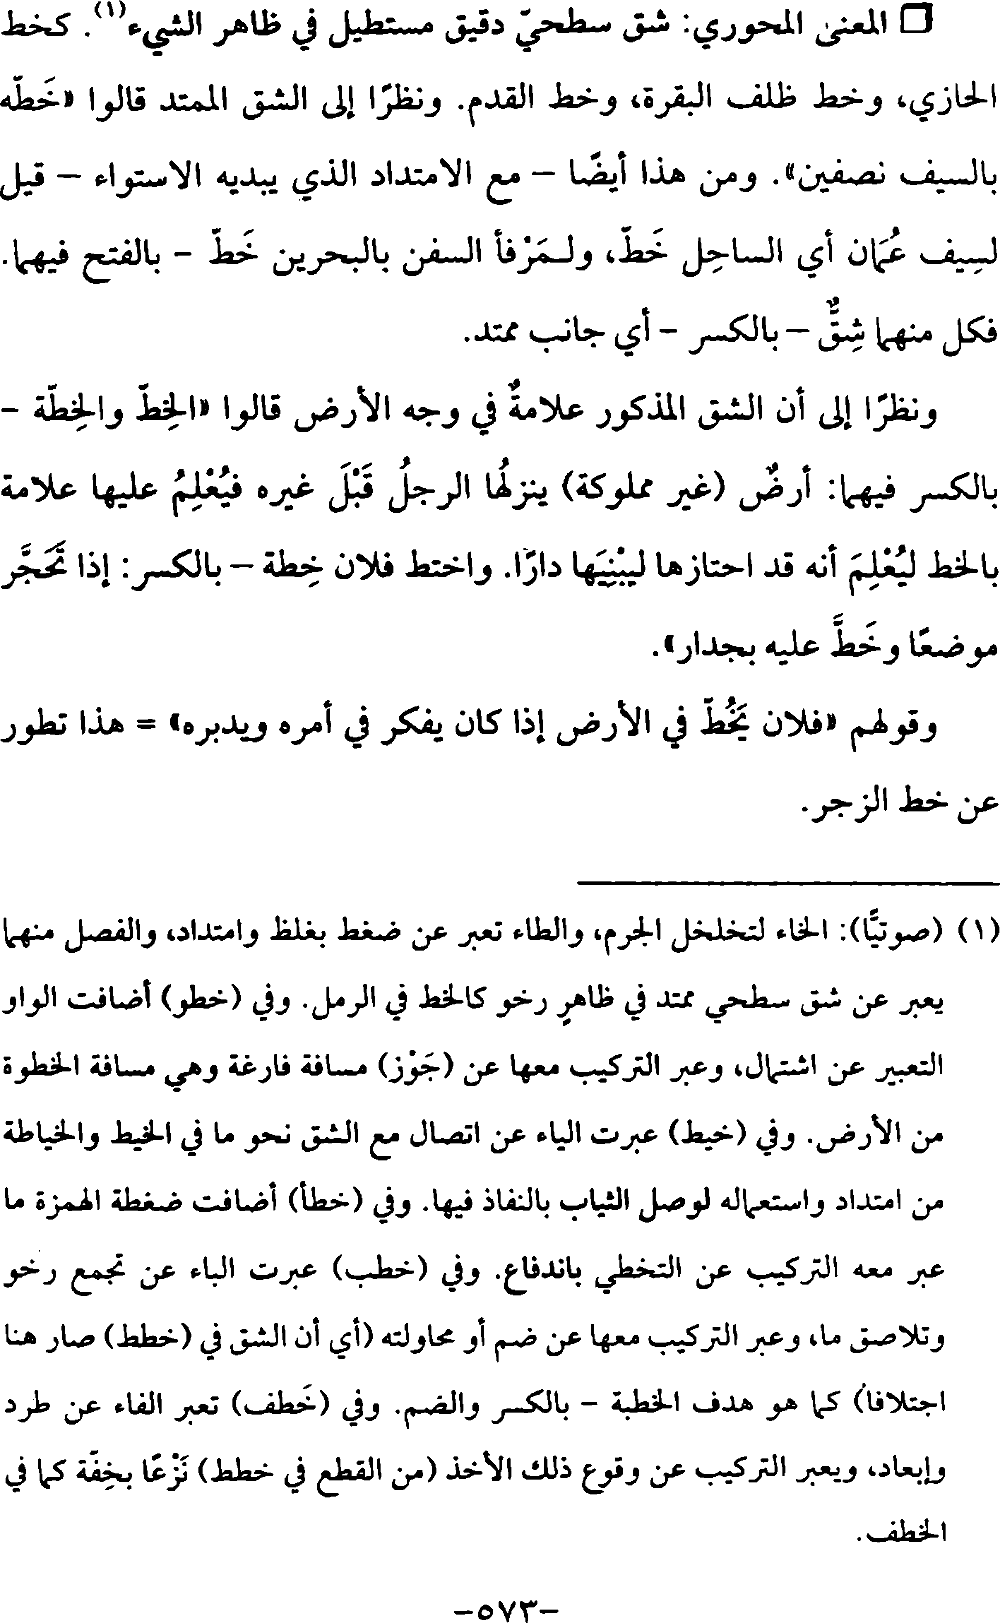 □ المعنى المحوري: شق سطحيّ دقيق مستطيل في ظاهر الشيء(١). كخط
الحازي، وخط ظلف البقرة، وخط القدم. ونظرًا إلى الشق الممتد قالوا «خَطّه
بالسيف نصفين». ومن هذا أيضًا – مع الامتداد الذي يبديه الاستواء – قيل
لسِيف عُمَان أي الساحِل خَطّ، ولـمَرْفأ السفن بالبحرين خَطّ – بالفتح فيهما.
فكل منهما شِقٌّ – بالكسر – أي جانب ممتد.
ونظرًا إلى أن الشق المذكور علامةٌ في وجه الأرض قالوا «الخِطّ والخِطّة –
بالكسر فيهما: أرضٌ (غير مملوكة) ينزلُها الرجلُ قَبْلَ غيره فيُعْلِمُ عليها علامة
بالخط ليُعْلِمَ أنه قد احتازها ليبْنِيَها دارًا. واختط فلان خِطة – بالكسر: إذا تَحَجَّر
موضعًا وخَطَّ عليه بجدار».
وقولهم «فلان يَخُطّ في الأرض إذا كان يفكر في أمره ويدبره» = هذا تطور
عن خط الزجر.
(١) (صوتيًّا): الخاء لتخلخل الجرم، والطاء تعبر عن ضغط بغلظ وامتداد، والفصل منهما
يعبر عن شق سطحي ممتد في ظاهرٍ رخو كالخط في الرمل. وفي (خطو) أضافت الواو
التعبير عن اشتمال، وعبر التركيب معها عن (جَوْز) مسافة فارغة وهي مسافة الخطوة
من الأرض. وفي (خيط) عبرت الياء عن اتصال مع الشق نحو ما في الخيط والخياطة
من امتداد واستعماله لوصل الثياب بالنفاذ فيها. وفي (خطأ) أضافت ضغطة الهمزة ما
عبر معه التركيب عن التخطي باندفاع. وفي (خطب) عبرت الباء عن تجمع رخو
وتلاصق ما، وعبر التركيب معها عن ضم أو محاولته (أي أن الشق في (خطط) صار هنا
اجتلافا) كما هو هدف الخطبة – بالكسر والضم. وفي (خَطف) تعبر الفاء عن طرد
وإبعاد، ويعبر التركيب عن وقوع ذلك الأخذ (من القطع في خطط) نَزْعًا بخِفّة كما في
الخطف.
–٥٧٣–